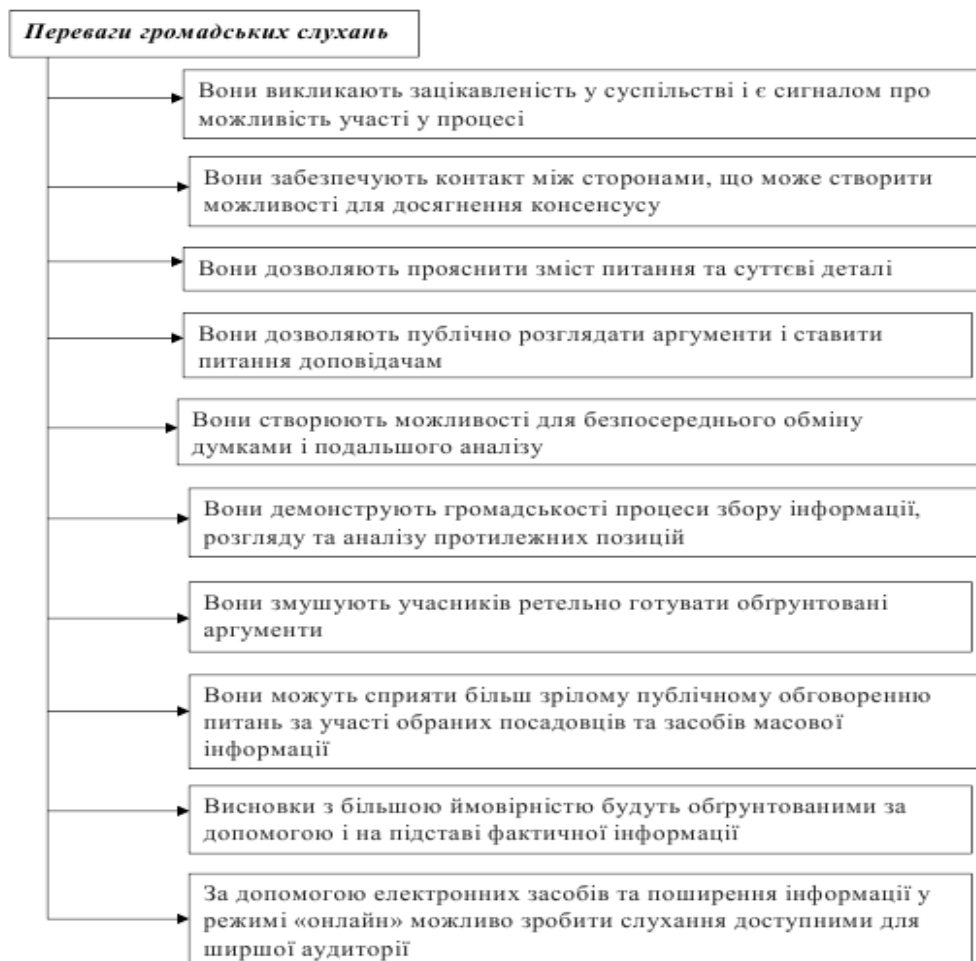 Переваги громадських слухань
Вони викликають зацікавленість у суспільстві і є сигналом про
можливість участі у процесі
Вони забезпечують контакт між сторонами, що може створити
можливості для досягнення консенсусу
Вони дозволяють прояснити зміст питання та суттєві деталі
Вони дозволяють публічно розглядати аргументи і ставити
питання доповідачам
Вони створюють можливості для безпосереднього обміну
думками і подальшого аналізу
Вони демонструють громадськості процеси збору інформації,
розгляду та аналізу протилежних позицій
Вони змушують учасників ретельно готувати обґрунтовані
аргументи
Вони можуть сприяти більш зрілому публічному обговоренню
питань за участі обраних посадовців та засобів масової
інформації
Висновки з більшою ймовірністю будуть обґрунтованими за
допомогою і на підставі фактичної інформації
За допомогою електронних засобів та поширення інформації у
режимі «онлайн» можливо зробити слухання доступними для
ширшої аудиторії